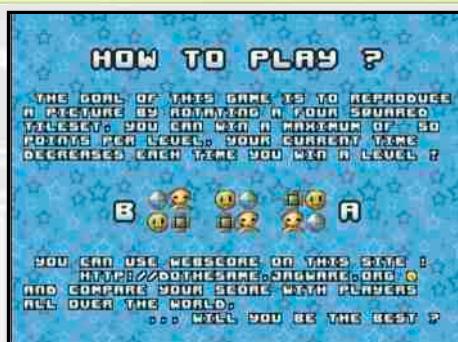 HOW TO PLAY ?
THE GOAL OF THIS GAME IS TO REPRODUCE
A PICTURE BY ROTATING A FOUR SQUARED
TILESET. YOU CAN WIN A MAXIMUM OF 50
POINTS PER LEVEL. YOUR CURRENT TIME
DECREASES EACH TIME YOU WIN A LEVEL !
B A
YOU CAN USE WEBSCORE ON THIS SITE :
HTTP://DOTHESAME.JAGWARE.ORG
AND COMPARE YOUR SCORE WITH PLAYERS
ALL OVER THE WORLD.
... WILL YOU BE THE BEST ?